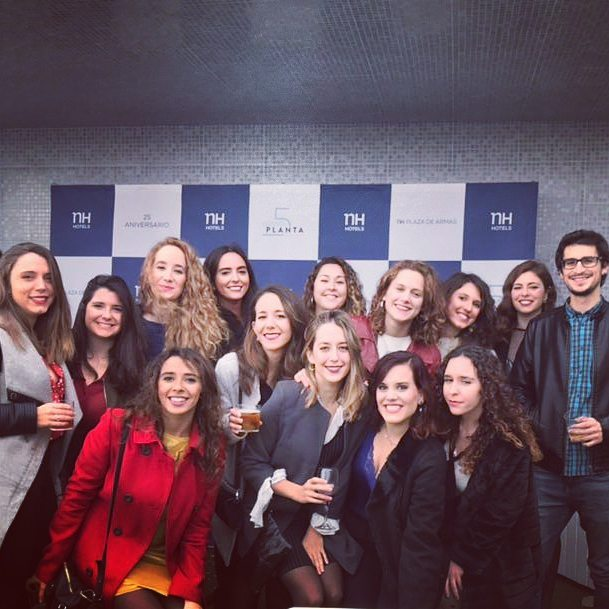 NH
HOTELS
25
ANIVERSARIO
NH
HOTELS
5
PLANTA
NH
HOTELS
NH PLAZA DE ARMAS
NH
HOTELS